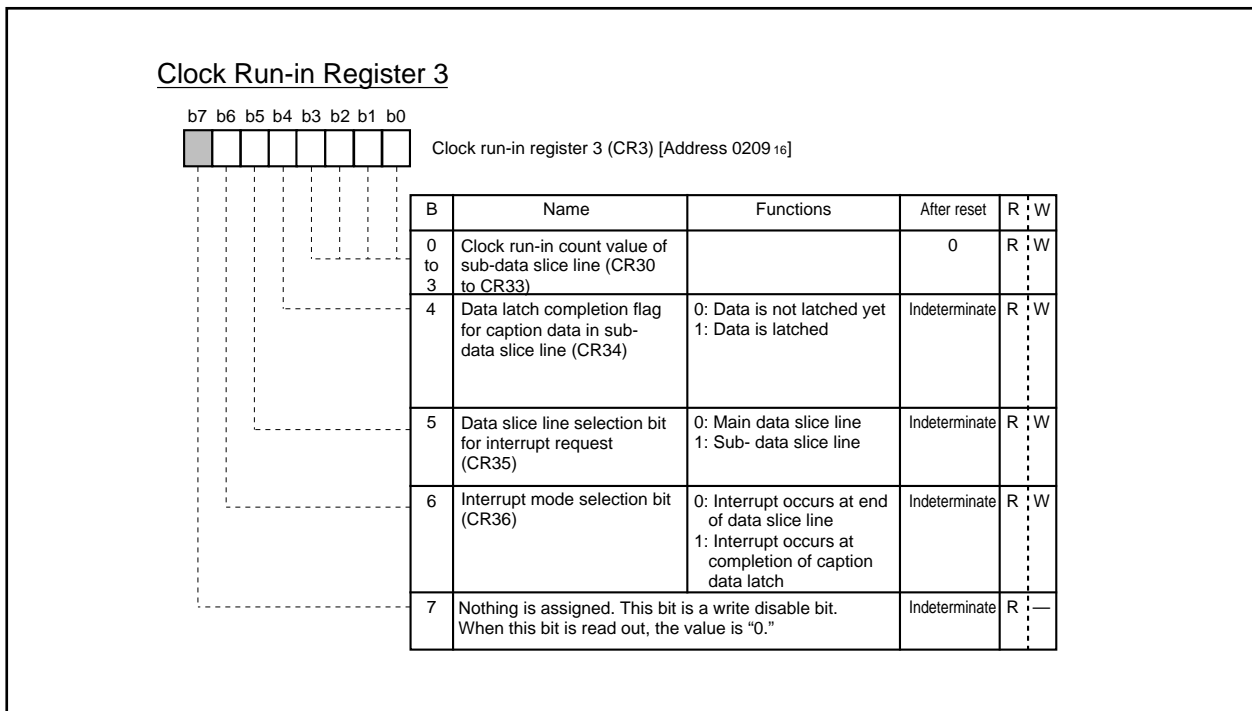 Clock Run-in Register 3
b7 b6 b5 b4 b3 b2 b1 b0
Clock run-in register 3 (CR3) [Address 0209 16]
B Name Functions After reset R W
0 to 3 Clock run-in count value of 0 R W
sub-data slice line (CR30
to CR33)
4 Data latch completion flag 0: Data is not latched yet Indeterminate R W
for caption data in sub- 1: Data is latched
data slice line (CR34)
5 Data slice line selection bit 0: Main data slice line Indeterminate R W
for interrupt request 1: Sub- data slice line
(CR35)
6 Interrupt mode selection bit 0: Interrupt occurs at end Indeterminate R W
(CR36) of data slice line
1: Interrupt occurs at
completion of caption
data latch
7 Nothing is assigned. This bit is a write disable bit. Indeterminate R —
When this bit is read out, the value is “0.”